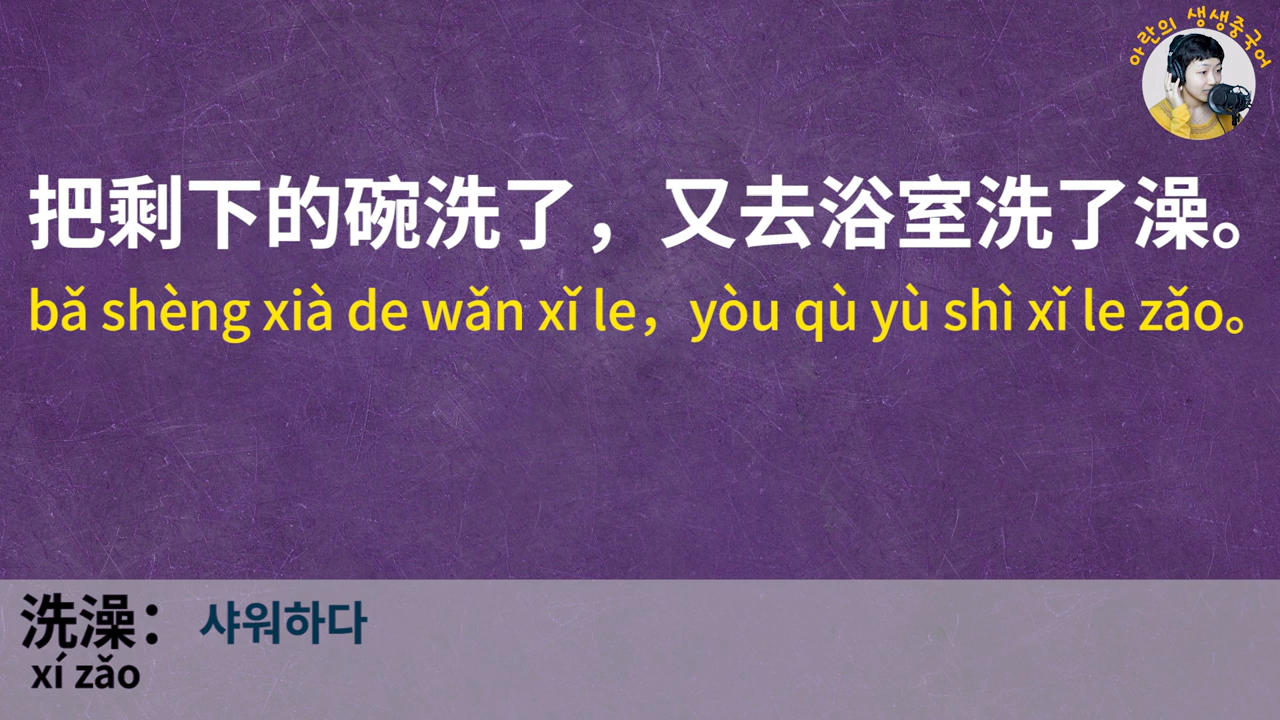 아란의 생생중국어
把剩下的碗洗了，又去浴室洗了澡。
bǎ shèng xià de wǎn xǐ le，yòu qù yù shì xǐ le zǎo。
洗澡： 샤워하다
xí zǎo